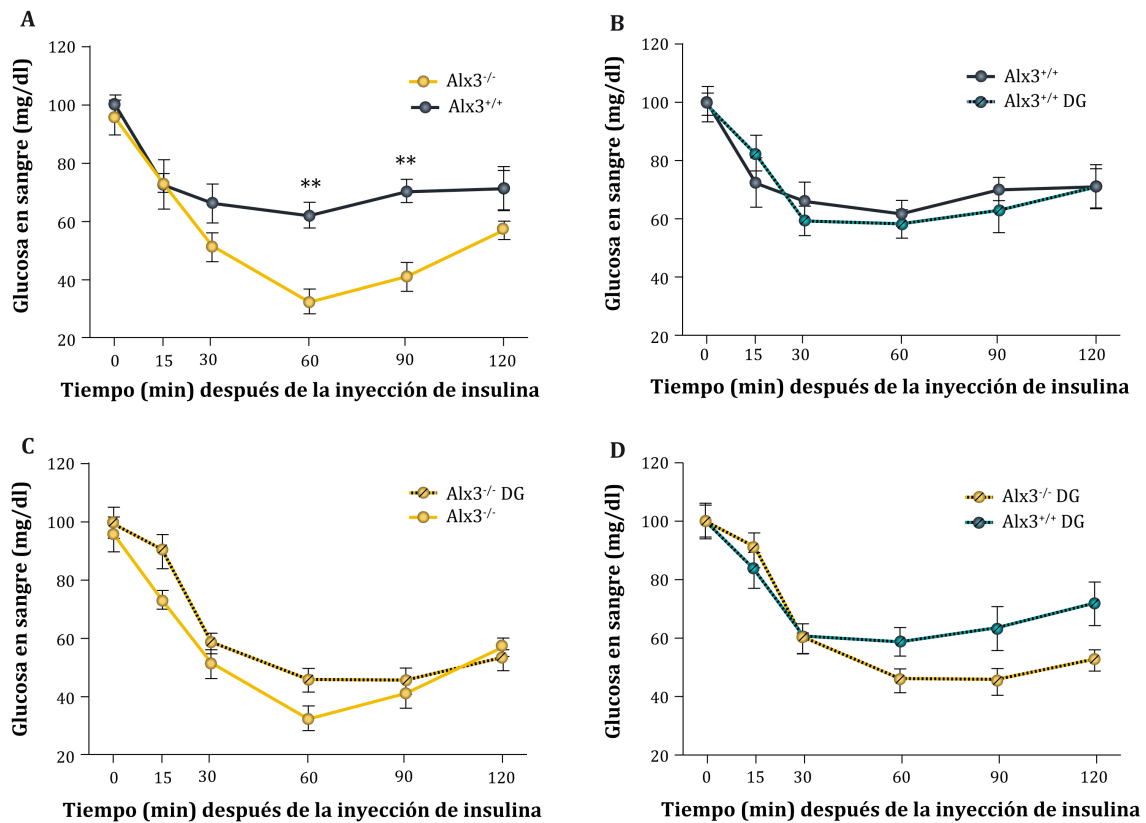 A
Glucosa en sangre (mg/dl)
120
100
80
60
40
20
Alx3-/-
Alx3+/+
**
**
0 15 30 60 90 120
Tiempo (min) después de la inyección de insulina
B
Glucosa en sangre (mg/dl)
120
100
80
60
40
20
Alx3+/+
Alx3+/+ DG
0 15 30 60 90 120
Tiempo (min) después de la inyección de insulina
C
Glucosa en sangre (mg/dl)
120
100
80
60
40
20
Alx3-/- DG
Alx3-/-
0 15 30 60 90 120
Tiempo (min) después de la inyección de insulina
D
Glucosa en sangre (mg/dl)
120
100
80
60
40
20
Alx3-/- DG
Alx3+/+ DG
0 15 30 60 90 120
Tiempo (min) después de la inyección de insulina